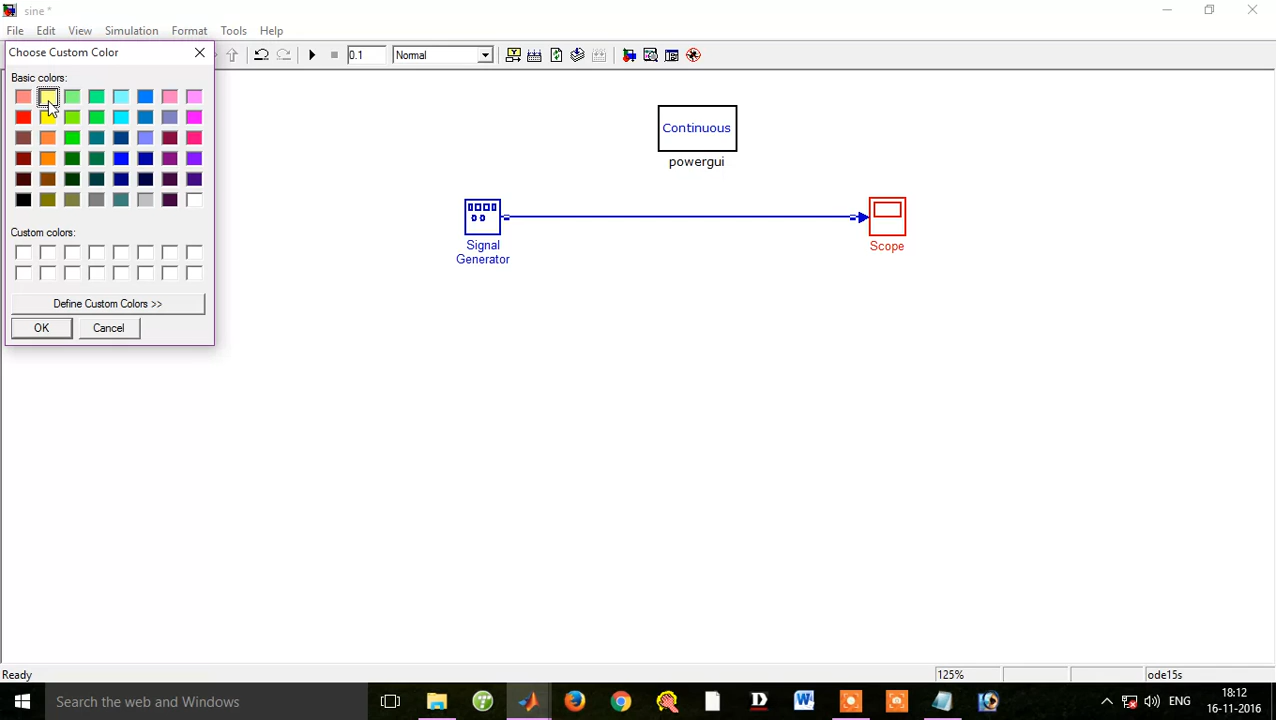 sine *
File Edit View Simulation Format Tools Help
Choose Custom Color
0.1 Normal
Basic colors:
Continuous
powergui
Signal
Generator
Scope
Custom colors:
Define Custom Colors >>
OK Cancel
Ready 125% ode15s
Search the web and Windows
ENG
18:12
16-11-2016